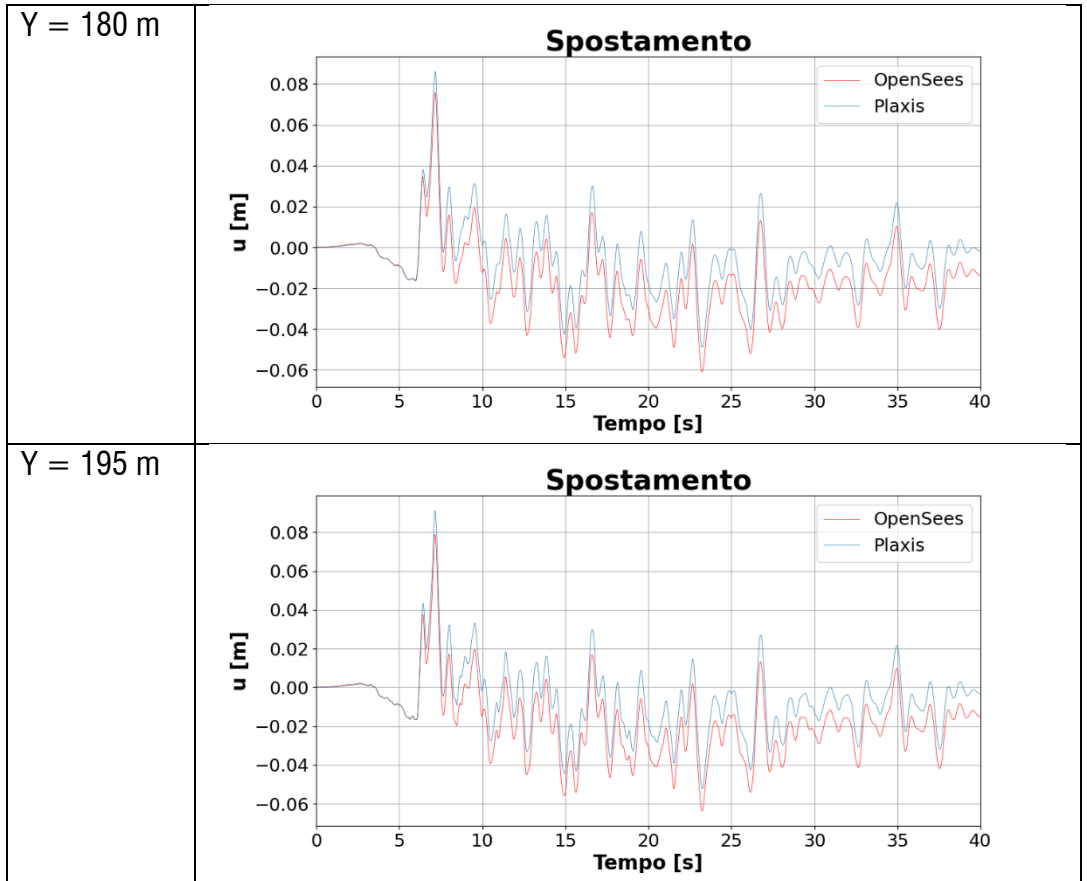 Y = 180 m
Spostamento
OpenSees
Plaxis
0.08
0.06
0.04
0.02
0.00
−0.02
−0.04
−0.06
u [m]
0 5 10 15 20 25 30 35 40
Tempo [s]
Y = 195 m
Spostamento
OpenSees
Plaxis
0.08
0.06
0.04
0.02
0.00
−0.02
−0.04
−0.06
u [m]
0 5 10 15 20 25 30 35 40
Tempo [s]